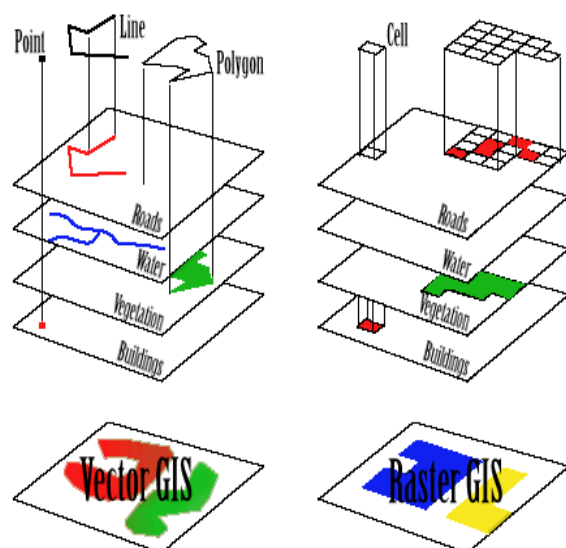 Line
Point
Polygon
Roads
Water
Vegetation
Buildings
Vector GIS
Cell
Roads
Water
Vegetation
Buildings
Raster GIS